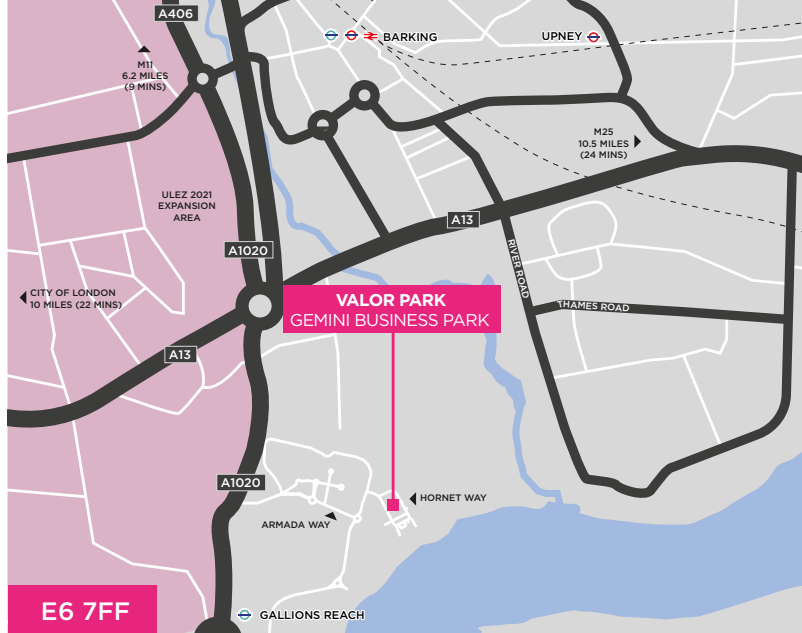 A406
BARKING
UPNEY
M11
6.2 MILES
(9 MINS)
M25
10.5 MILES
(24 MINS)
ULEZ 2021
EXPANSION
AREA
A13
A1020
RIVER ROAD
CITY OF LONDON
10 MILES (22 MINS)
VALOR PARK
GEMINI BUSINESS PARK
THAMES ROAD
A13
A1020
HORNET WAY
ARMADA WAY
E6 7FF
GALLIONS REACH